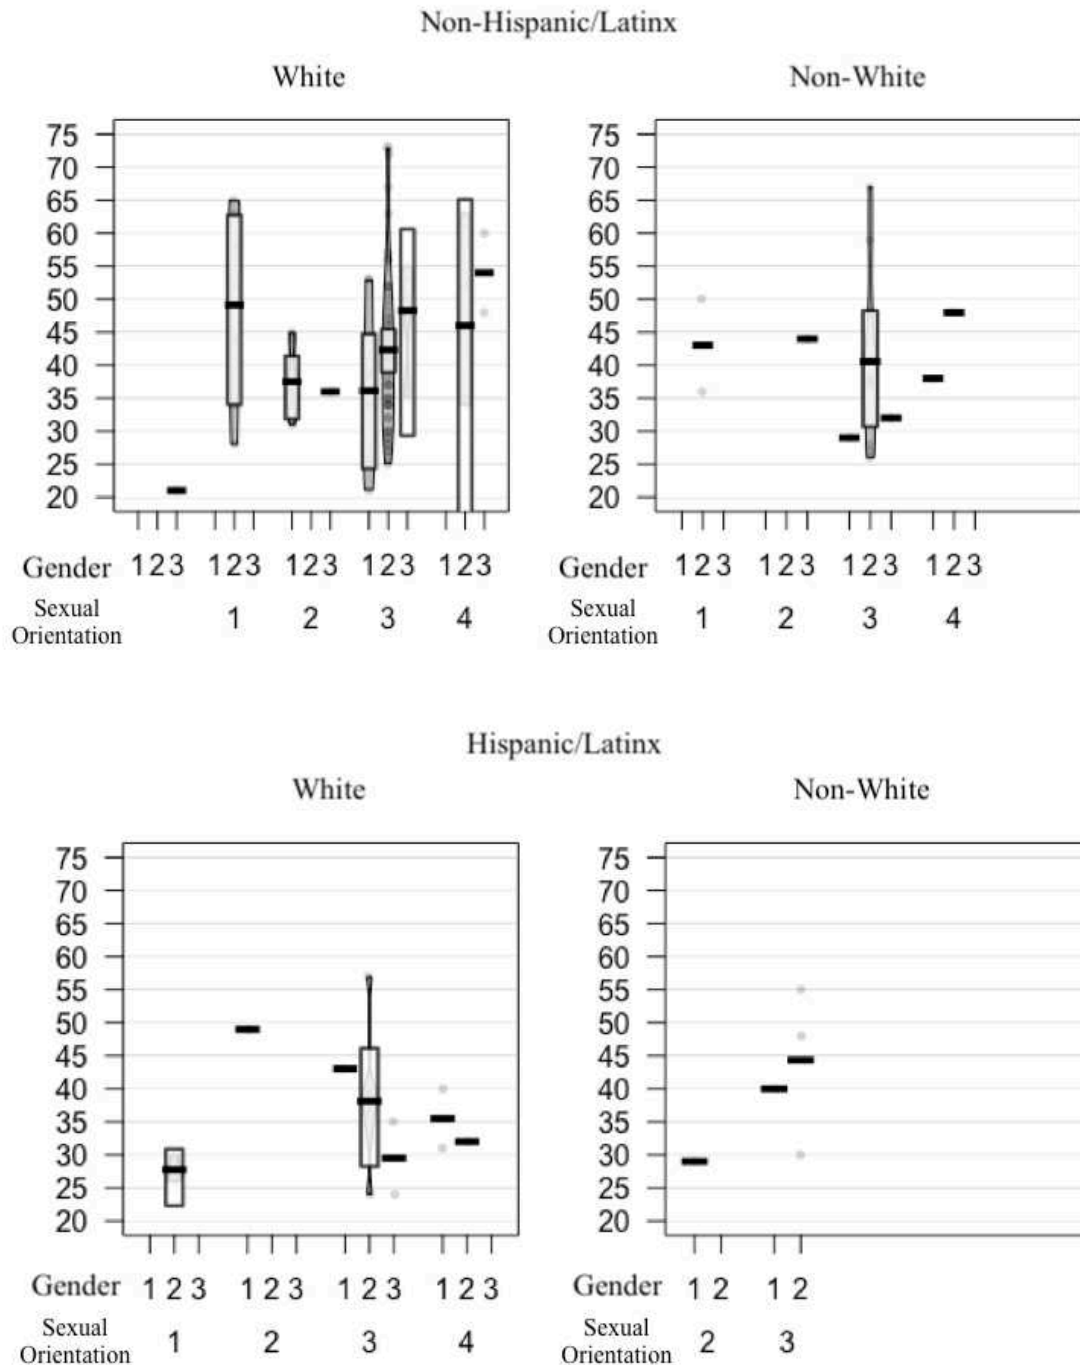 Non-Hispanic/Latinx
White
75
70
65
60
55
50
45
40
35
30
25
20
Gender 123 123 123 123 123
Sexual
Orientation 1 2 3 4
Non-White
75
70
65
60
55
50
45
40
35
30
25
20
Gender 123 123 123 123
Sexual
Orientation 1 2 3 4
Hispanic/Latinx
White
75
70
65
60
55
50
45
40
35
30
25
20
Gender 1 2 3 1 2 3 1 2 3 1 2 3
Sexual
Orientation 1 2 3 4
Non-White
75
70
65
60
55
50
45
40
35
30
25
20
Gender 1 2 1 2
Sexual
Orientation 2 3